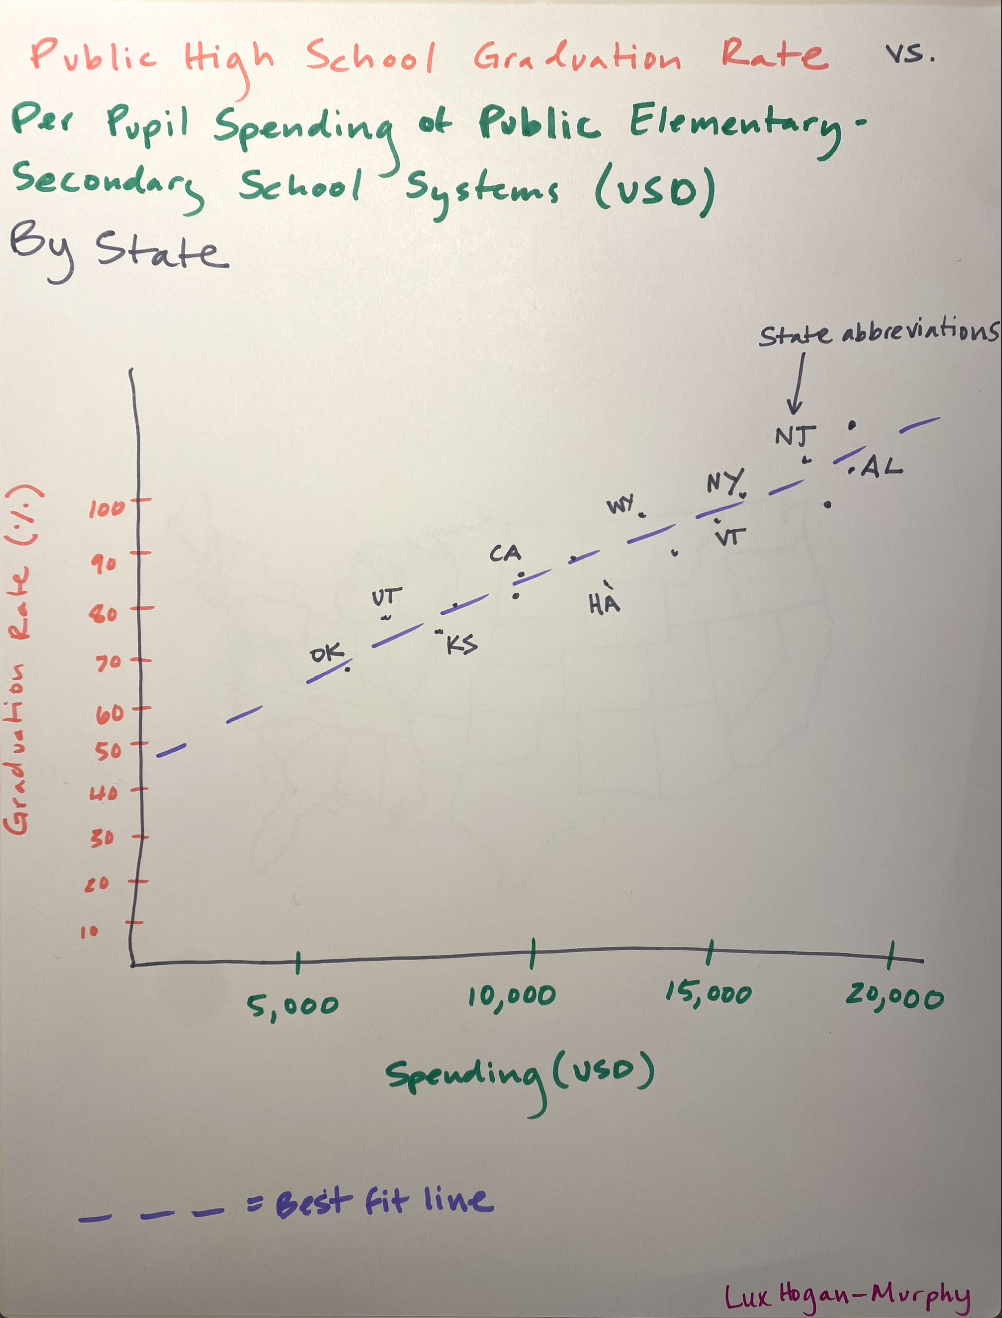 Public High School Graduation Rate vs.
Per Pupil Spending of Public Elementary-
Secondary School Systems (USD)
By State
State abbreviations
NJ
AL
NY
WY
VT
CA
HA
UT
KS
OK
Graduation Rate (%)
100
90
80
70
60
50
40
30
20
10
5,000 10,000 15,000 20,000
Spending (USD)
= Best fit line
Lux Hogan-Murphy